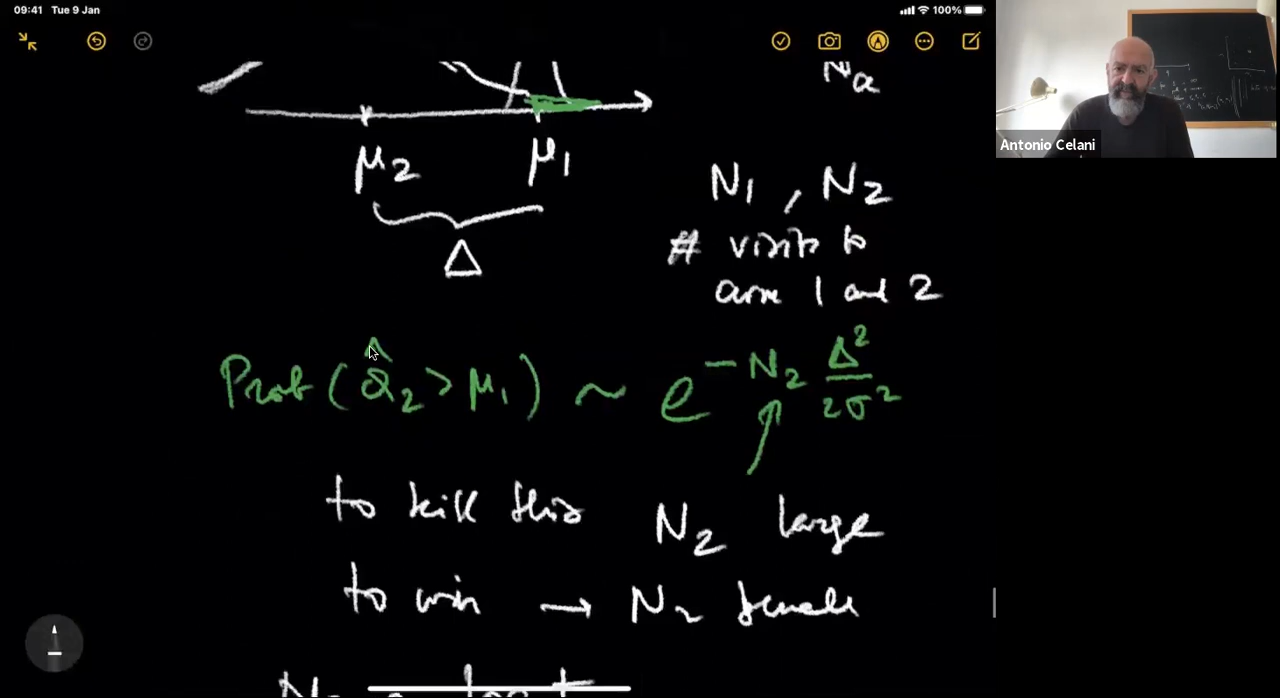 09:41 Tue 9 Jan
100%
Antonio Celani
Na
μ2 μ1
Δ
N1, N2
# visits to
arm 1 and 2
Prob(Q̂2 > μ1) ~ e^{-N2 Δ²/2σ²}
to kill this N2 large
to win → N2 small